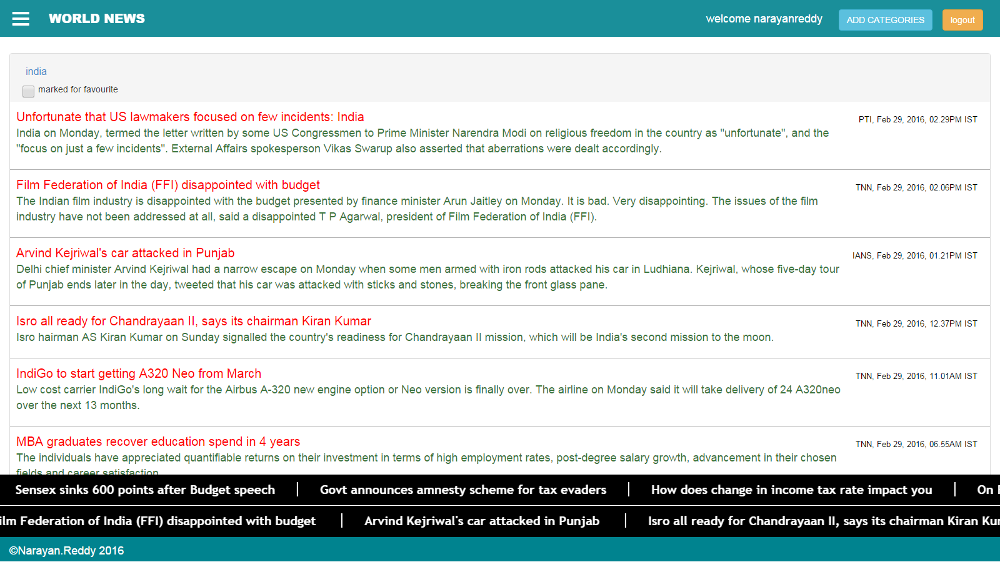 WORLD NEWS
welcome narayanreddy
ADD CATEGORIES
logout
india
marked for favourite
Unfortunate that US lawmakers focused on few incidents: India
PTI, Feb 29, 2016, 02.29PM IST
India on Monday, termed the letter written by some US Congressmen to Prime Minister Narendra Modi on religious freedom in the country as "unfortunate", and the
"focus on just a few incidents". External Affairs spokesperson Vikas Swarup also asserted that aberrations were dealt accordingly.
Film Federation of India (FFI) disappointed with budget
TNN, Feb 29, 2016, 02.06PM IST
The Indian film industry is disappointed with the budget presented by finance minister Arun Jaitley on Monday. It is bad. Very disappointing. The issues of the film
industry have not been addressed at all, said a disappointed T P Agarwal, president of Film Federation of India (FFI).
Arvind Kejriwal's car attacked in Punjab
IANS, Feb 29, 2016, 01.21PM IST
Delhi chief minister Arvind Kejriwal had a narrow escape on Monday when some men armed with iron rods attacked his car in Ludhiana. Kejriwal, whose five-day tour
of Punjab ends later in the day, tweeted that his car was attacked with sticks and stones, breaking the front glass pane.
Isro all ready for Chandrayaan II, says its chairman Kiran Kumar
TNN, Feb 29, 2016, 12.37PM IST
Isro hairman AS Kiran Kumar on Sunday signalled the country's readiness for Chandrayaan II mission, which will be India's second mission to the moon.
IndiGo to start getting A320 Neo from March
TNN, Feb 29, 2016, 11.01AM IST
Low cost carrier IndiGo's long wait for the Airbus A-320 new engine option or Neo version is finally over. The airline on Monday said it will take delivery of 24 A320neo
over the next 13 months.
MBA graduates recover education spend in 4 years
TNN, Feb 29, 2016, 06.55AM IST
The individuals have appreciated quantifiable returns on their investment in terms of high employment rates, post-degree salary growth, advancement in their chosen
fields and career satisfaction.
Sensex sinks 600 points after Budget speech | Govt announces amnesty scheme for tax evaders | How does change in income tax rate impact you | On
ilm Federation of India (FFI) disappointed with budget | Arvind Kejriwal's car attacked in Punjab | Isro all ready for Chandrayaan II, says its chairman Kiran Ku
©Narayan.Reddy 2016